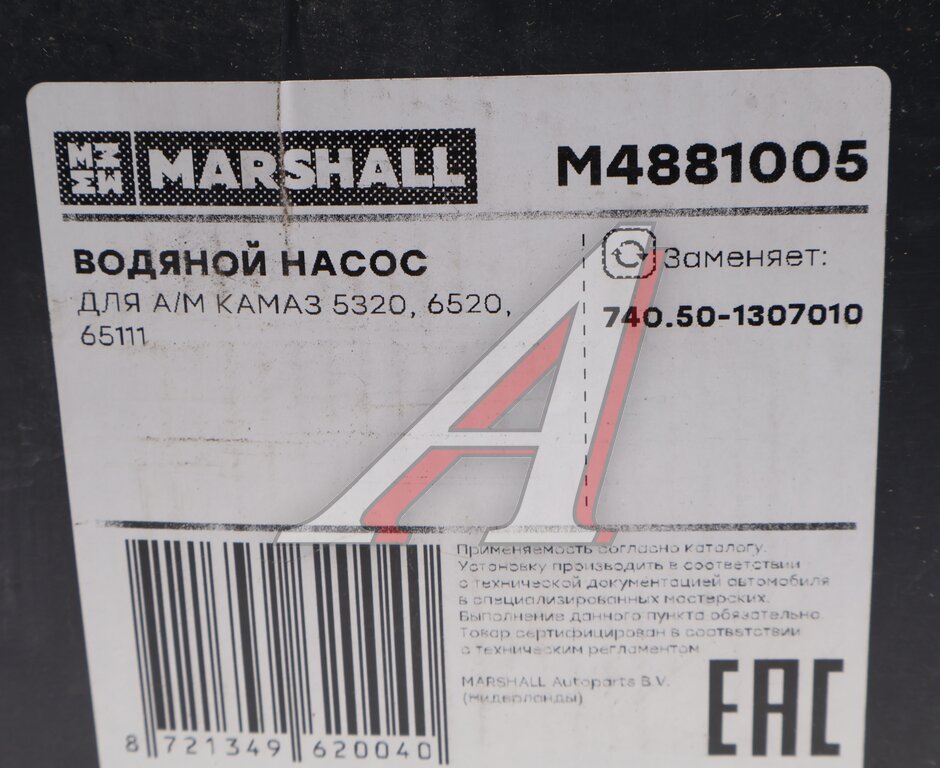 MARSHALL
M4881005
ВОДЯНОЙ НАСОС
ДЛЯ А/М КАМАЗ 5320, 6520,
65111
Заменяет:
740.50-1307010
Применяемость согласно каталогу.
Установку производить в соответствии
с технической документацией автомобиля
в специализированных мастерских.
Выполнение данного пункта обязательно.
Товар сертифицирован в соответствии
с техническим регламентом
MARSHALL Autoparts B.V.
(Нидерланды)
EAC
8 721349 620040